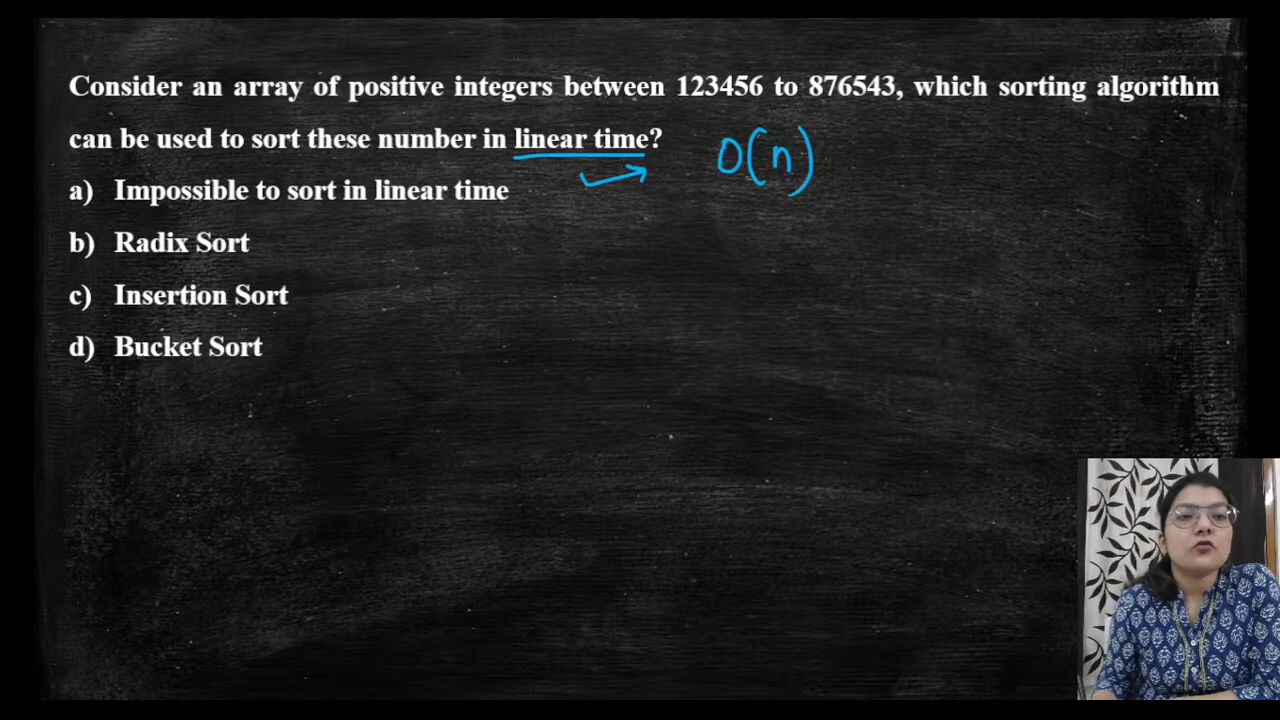 Consider an array of positive integers between 123456 to 876543, which sorting algorithm
can be used to sort these number in linear time?
O(n)
a) Impossible to sort in linear time
b) Radix Sort
c) Insertion Sort
d) Bucket Sort